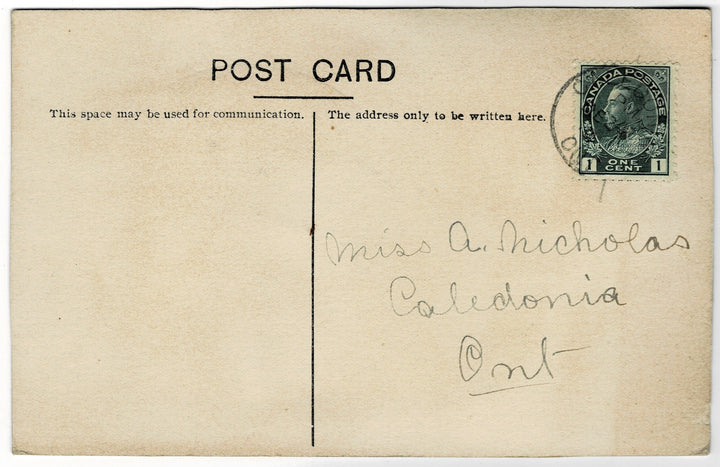 POST CARD
This space may be used for communication.
The address only to be written here.
CANADA POSTAGE
1 ONE CENT 1
Miss A. Nicholas
Caledonia
Ont